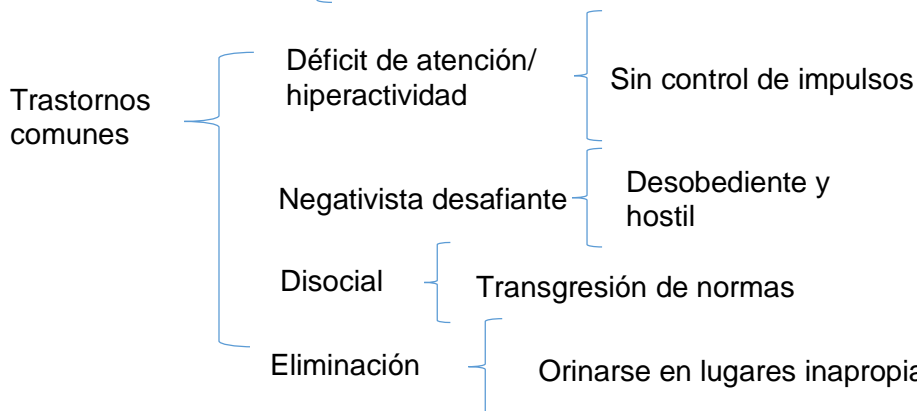 Trastornos
comunes
Déficit de atención/
hiperactividad
Sin control de impulsos
Negativista desafiante
Desobediente y
hostil
Disocial
Transgresión de normas
Eliminación
Orinarse en lugares